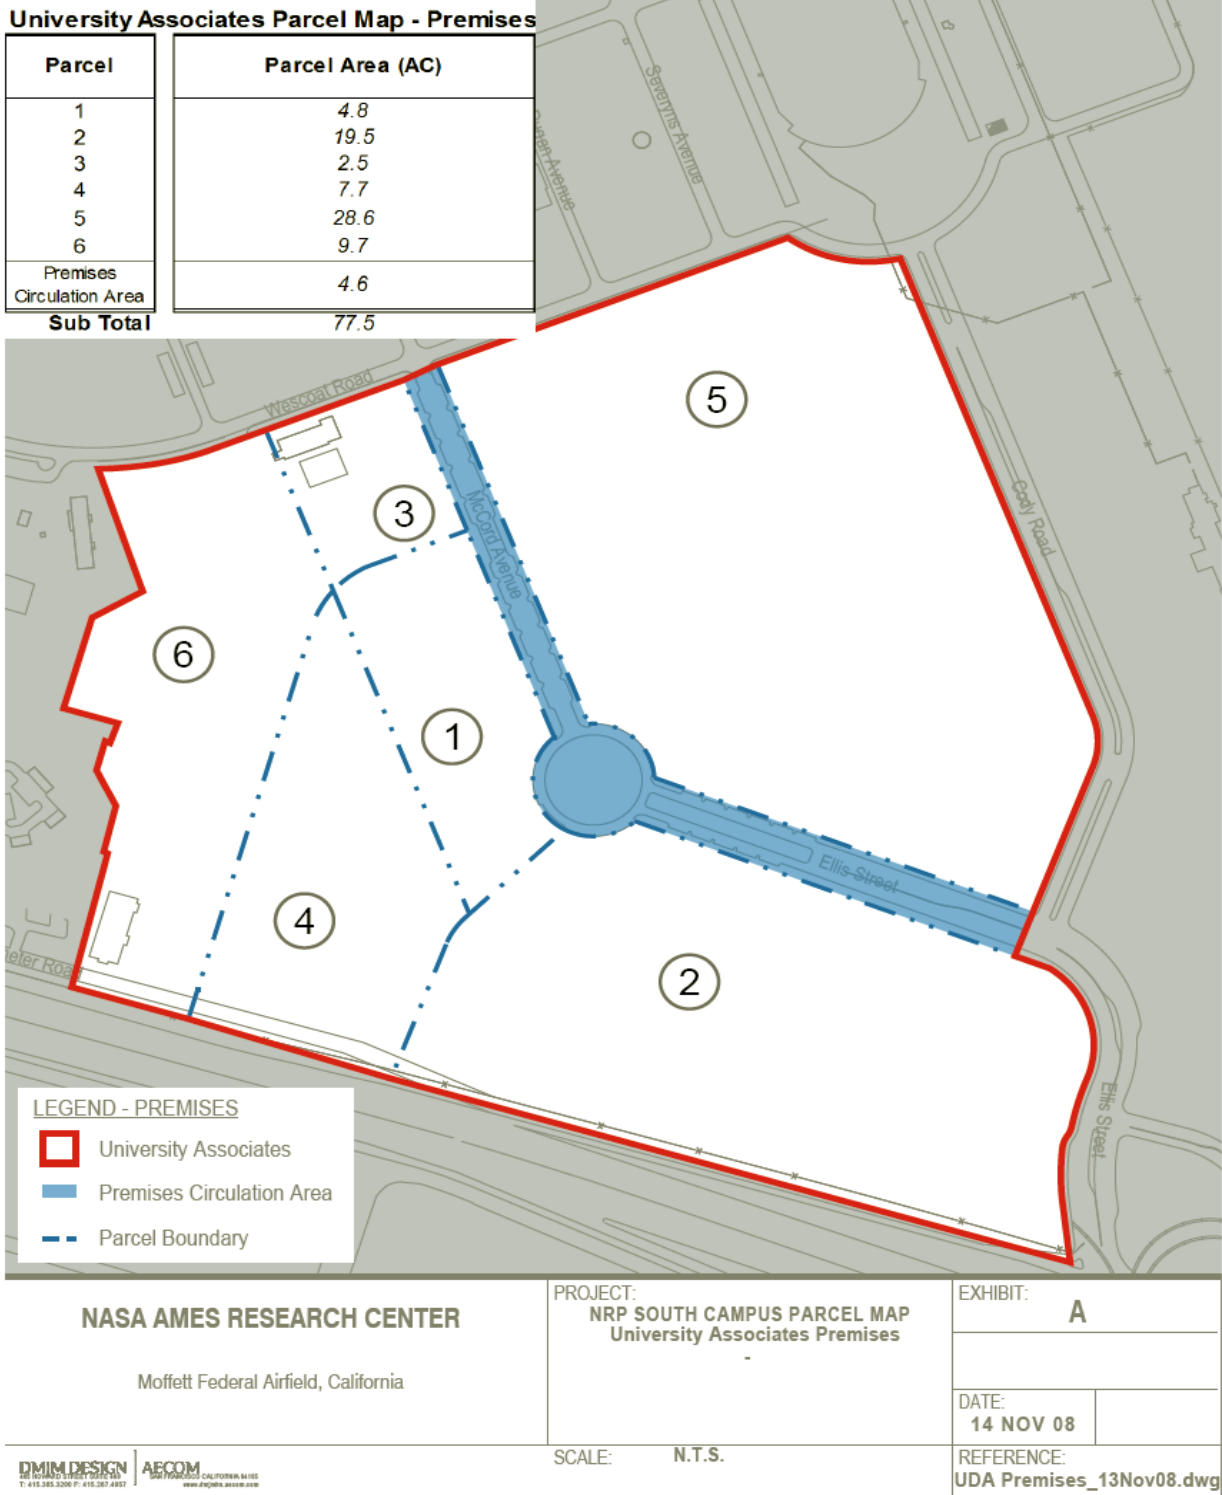 University Associates Parcel Map - Premises
Parcel
Parcel Area (AC)
1
4.8
2
19.5
3
2.5
4
7.7
5
28.6
6
9.7
Premises
Circulation Area
4.6
Sub Total
77.5
Severyns Avenue
Avenue
Wescoat Road
McCord Avenue
Cody Road
Ellis Street
Ellis Street
Road
5
3
6
1
4
2
LEGEND - PREMISES
University Associates
Premises Circulation Area
Parcel Boundary
NASA AMES RESEARCH CENTER
Moffett Federal Airfield, California
PROJECT:
NRP SOUTH CAMPUS PARCEL MAP
University Associates Premises
-
EXHIBIT:
A
DATE:
14 NOV 08
DMJM DESIGN
AECOM
SCALE:
N.T.S.
REFERENCE:
UDA Premises_13Nov08.dwg